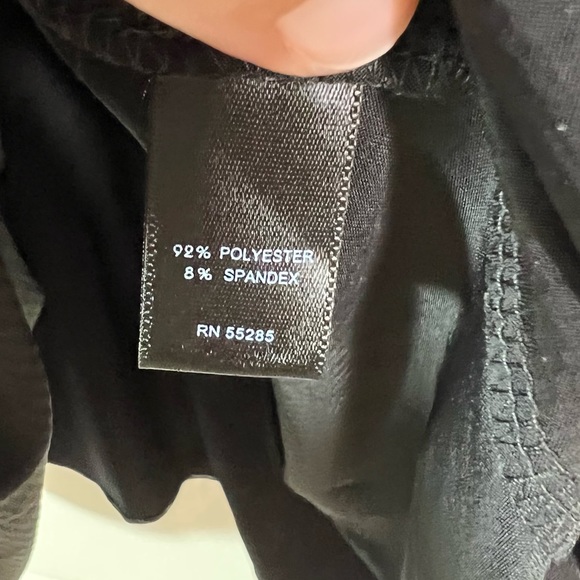 92% POLYESTER
8% SPANDEX
RN 55285